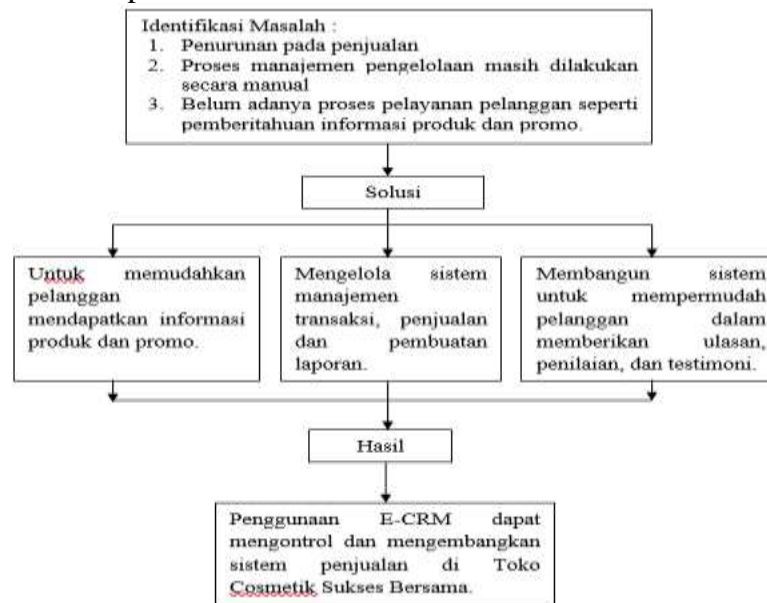 Identifikasi Masalah :
1. Penurunan pada penjualan
2. Proses manajemen pengelolaan masih dilakukan
secara manual
3. Belum adanya proses pelayanan pelanggan seperti
pemberitahuan informasi produk dan promo.
Solusi
Untuk memudahkan
pelanggan
mendapatkan informasi
produk dan promo.
Mengelola sistem
manajemen
transaksi, penjualan
dan pembuatan
laporan.
Membangun sistem
untuk mempermudah
pelanggan dalam
memberikan ulasan,
penilaian, dan testimoni.
Hasil
Penggunaan E-CRM dapat
mengontrol dan mengembangkan
sistem penjualan di Toko
Cosmetik Sukses Bersama.